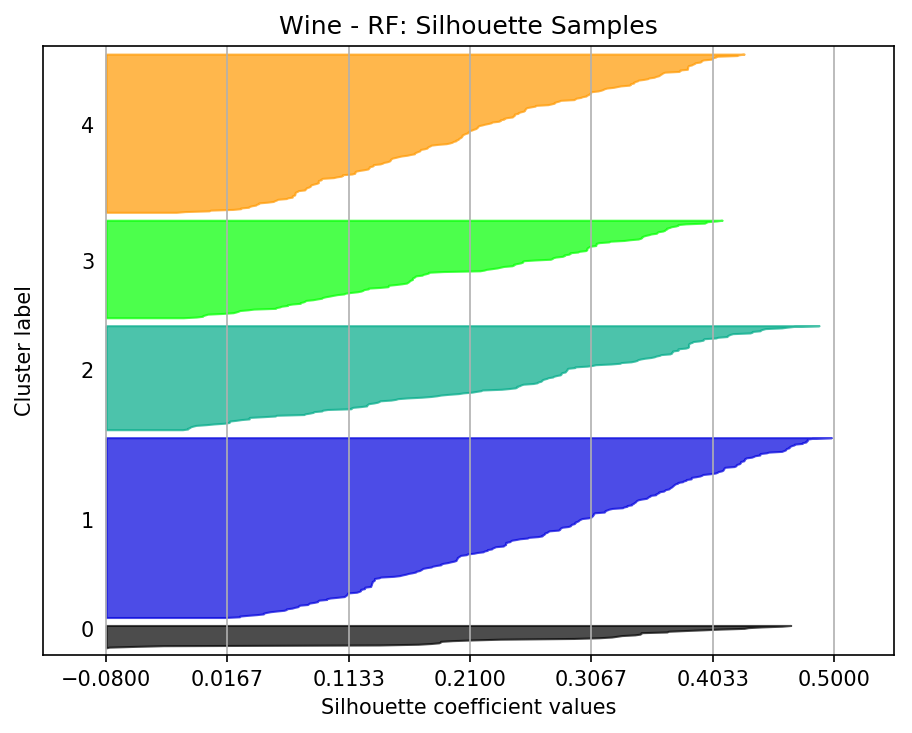 Wine - RF: Silhouette Samples
Cluster label
4
3
2
1
0
−0.0800 0.0167 0.1133 0.2100 0.3067 0.4033 0.5000
Silhouette coefficient values